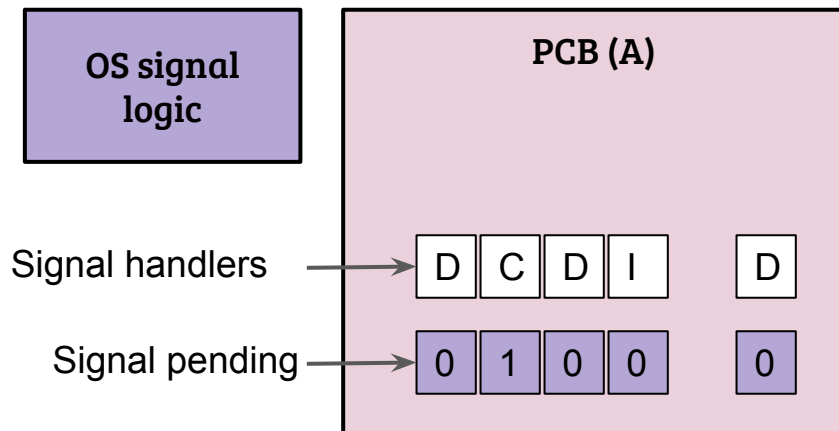 OS signal
logic
PCB (A)
Signal handlers
D C D I D
Signal pending
0 1 0 0 0